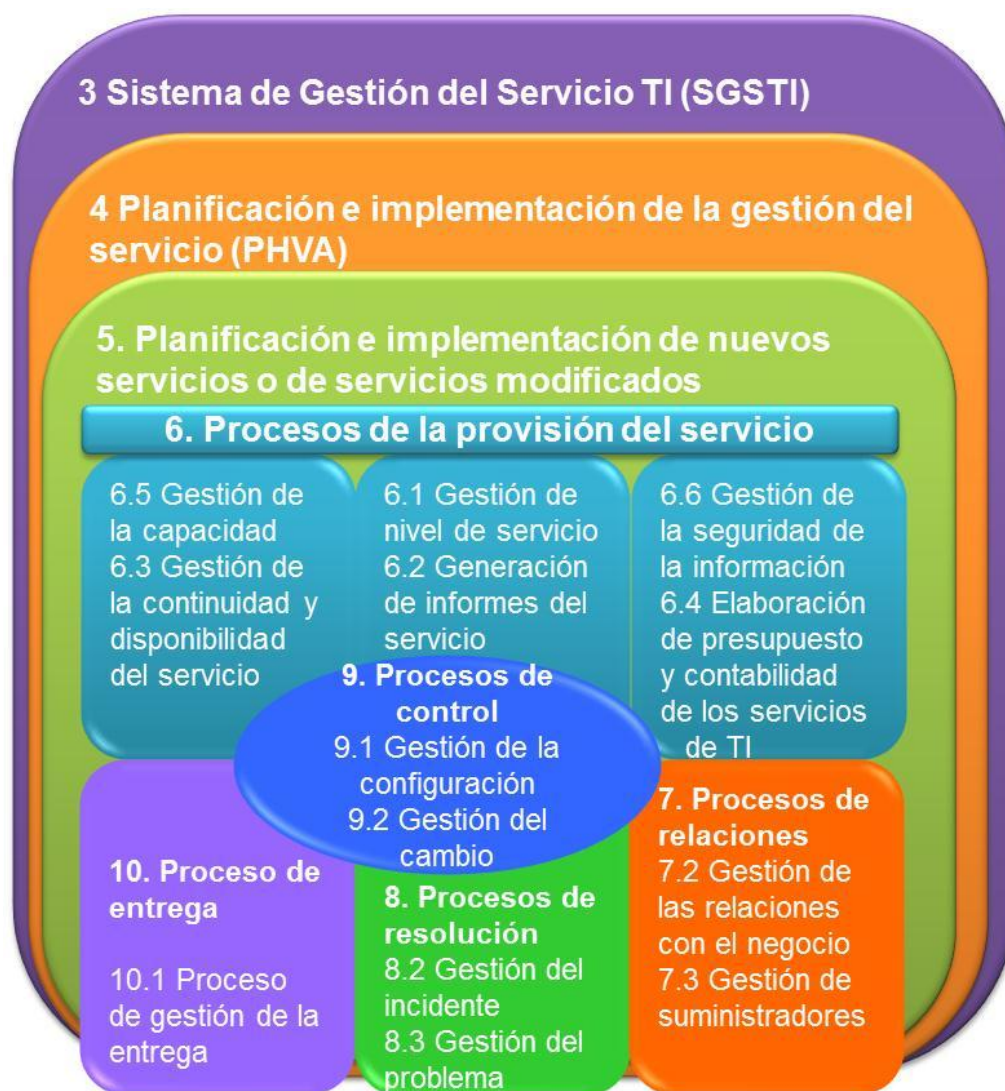 3 Sistema de Gestión del Servicio TI (SGSTI)
4 Planificación e implementación de la gestión del
servicio (PHVA)
5. Planificación e implementación de nuevos
servicios o de servicios modificados
6. Procesos de la provisión del servicio
6.5 Gestión de
la capacidad
6.3 Gestión de
la continuidad y
disponibilidad
del servicio
6.1 Gestión de
nivel de servicio
6.2 Generación
de informes del
servicio
6.6 Gestión de
la seguridad de
la información
6.4 Elaboración
de presupuesto
y contabilidad
de los servicios
de TI
9. Procesos de
control
9.1 Gestión de la
configuración
9.2 Gestión del
cambio
10. Proceso de
entrega
10.1 Proceso
de gestión de la
entrega
8. Procesos de
resolución
8.2 Gestión del
incidente
8.3 Gestión del
problema
7. Procesos de
relaciones
7.2 Gestión de
las relaciones
con el negocio
7.3 Gestión de
suministradores